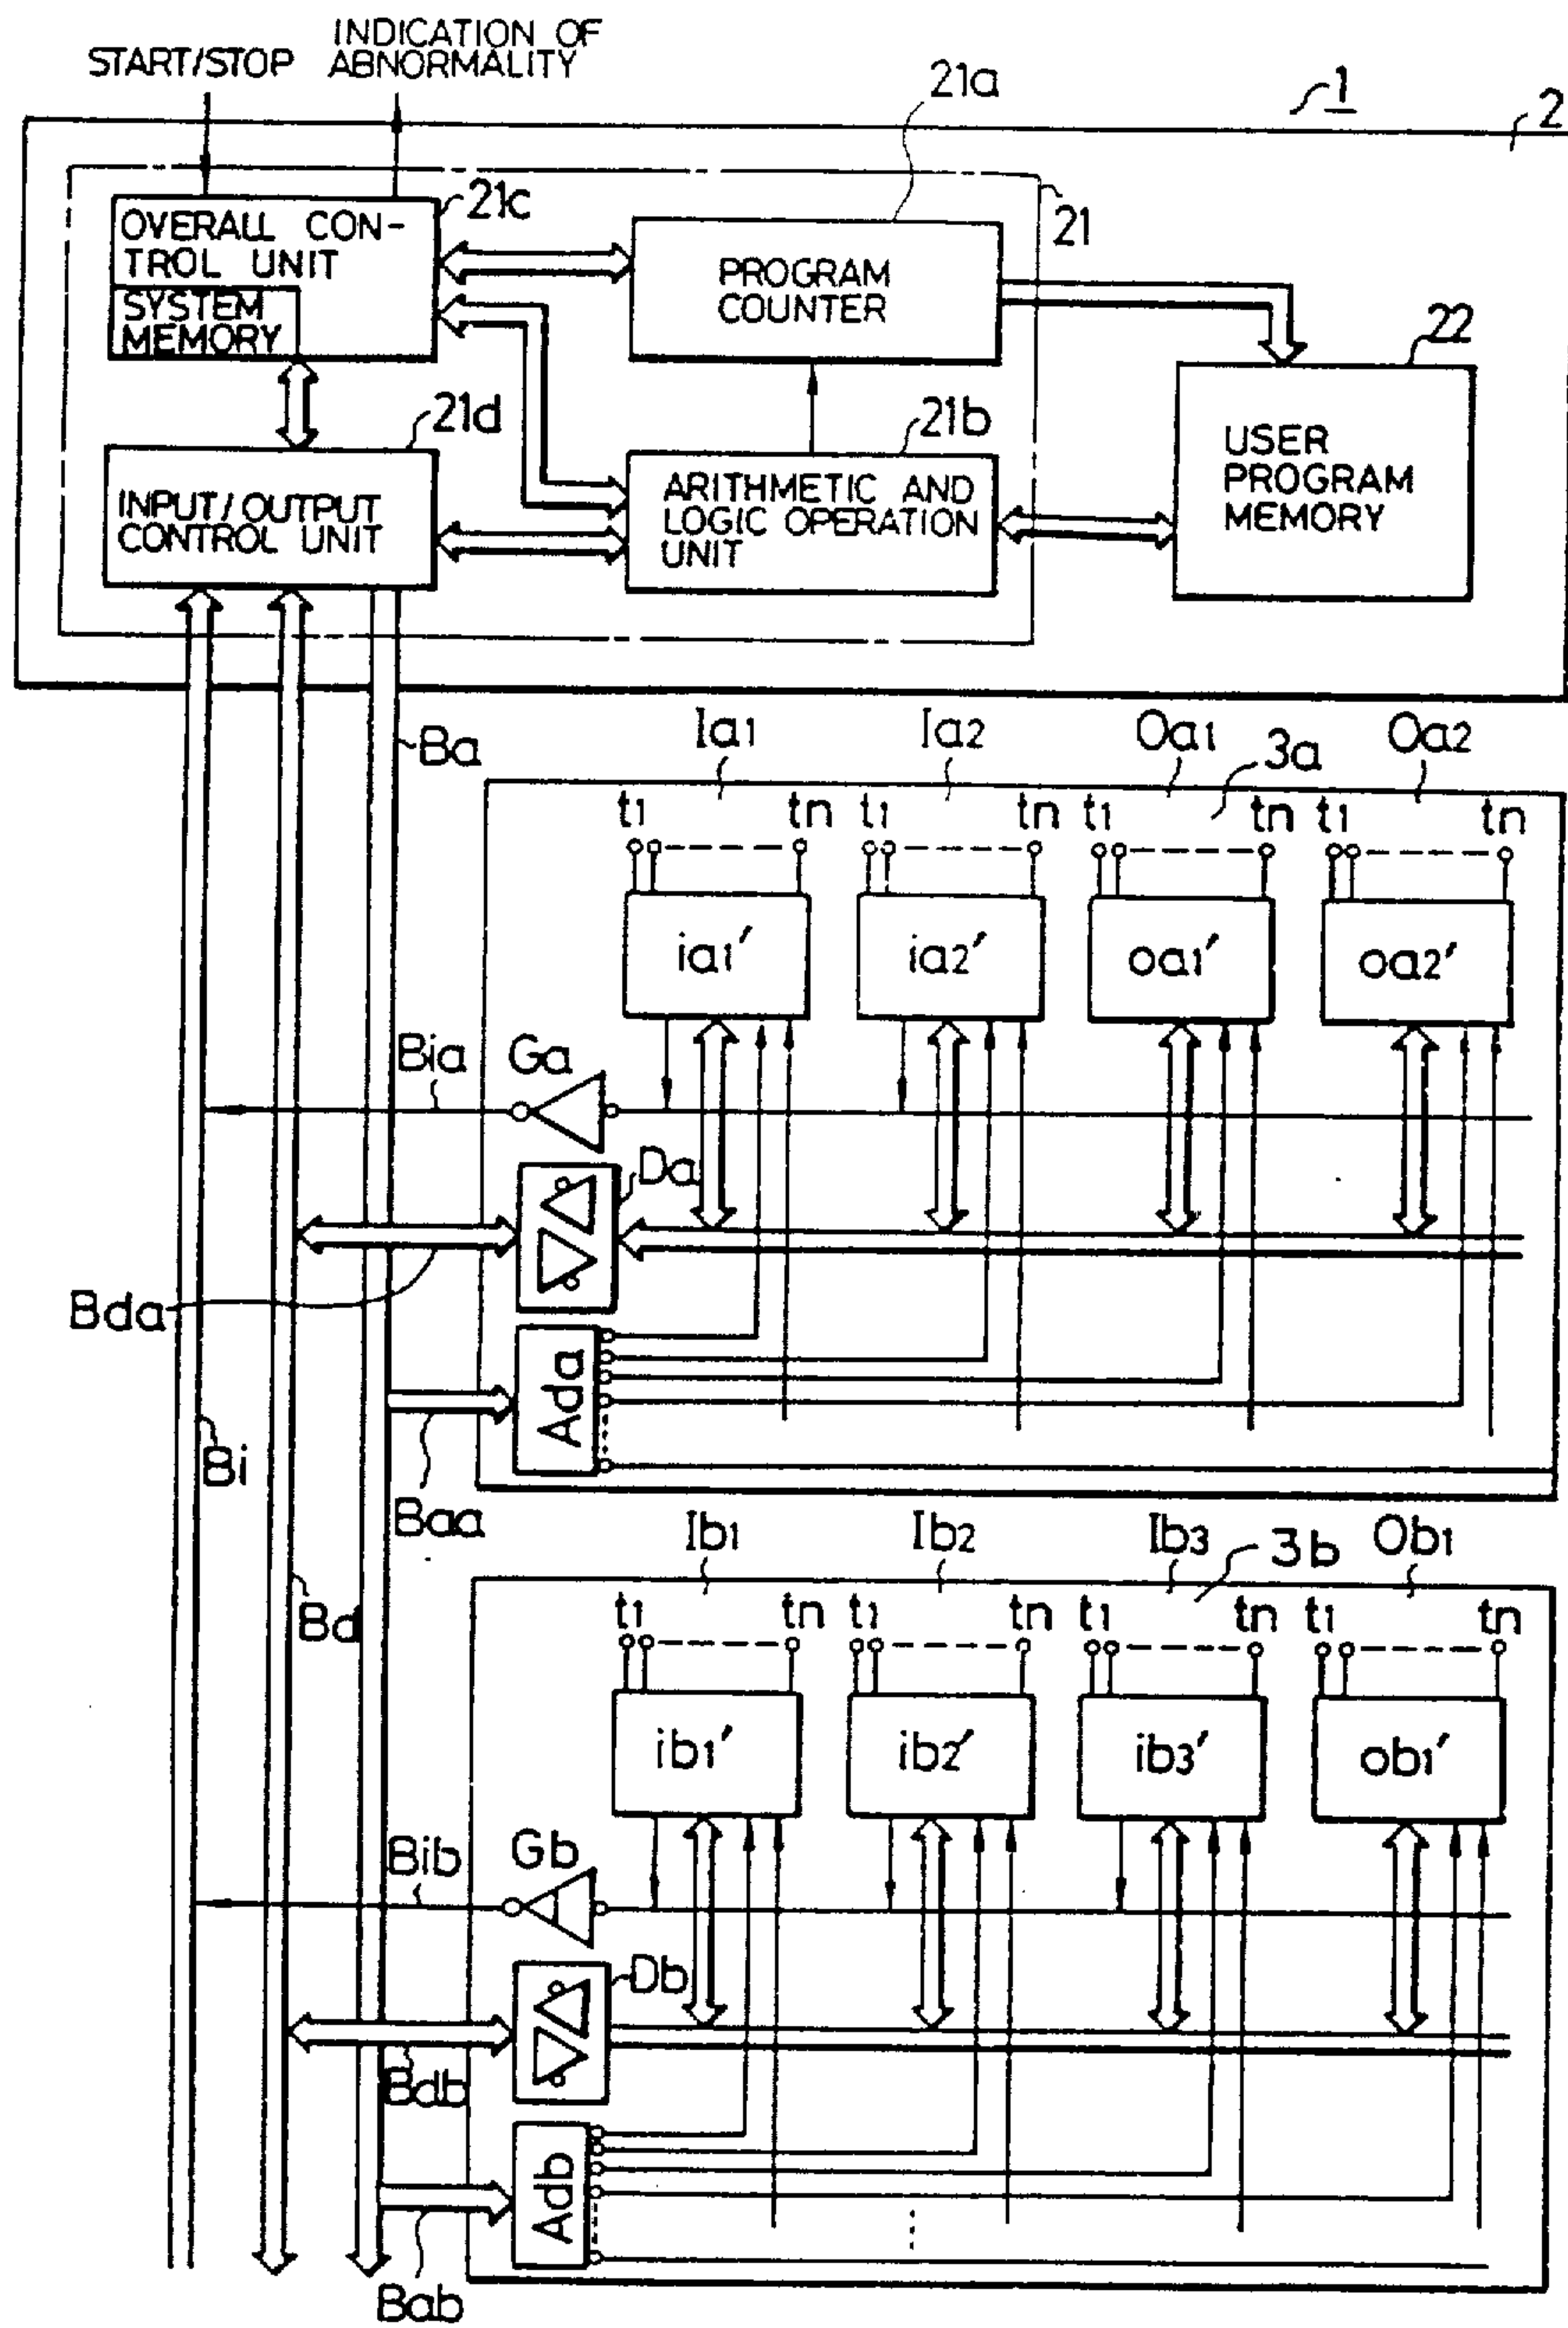 INDICATION OF
START/STOP ABNORMALITY
21a
1
2
21c
21
OVERALL CON-
TROL UNIT
SYSTEM
MEMORY
PROGRAM
COUNTER
22
21d
21b
USER
PROGRAM
MEMORY
INPUT/OUTPUT
CONTROL UNIT
ARITHMETIC AND
LOGIC OPERATION
UNIT
Ba
Ia1 Ia2 Oa1 3a Oa2
t1 tn t1 tn t1 tn t1 tn
ia1′ ia2′ oa1′ oa2′
Bia Ga
Da
Bda
Ada
Bi
Baa
Ib1 Ib2 Ib3 3b Ob1
Bd
t1 tn t1 tn t1 tn t1 tn
ib1′ ib2′ ib3′ ob1′
Bib Gb
Db
Bdb
Adb
Bab